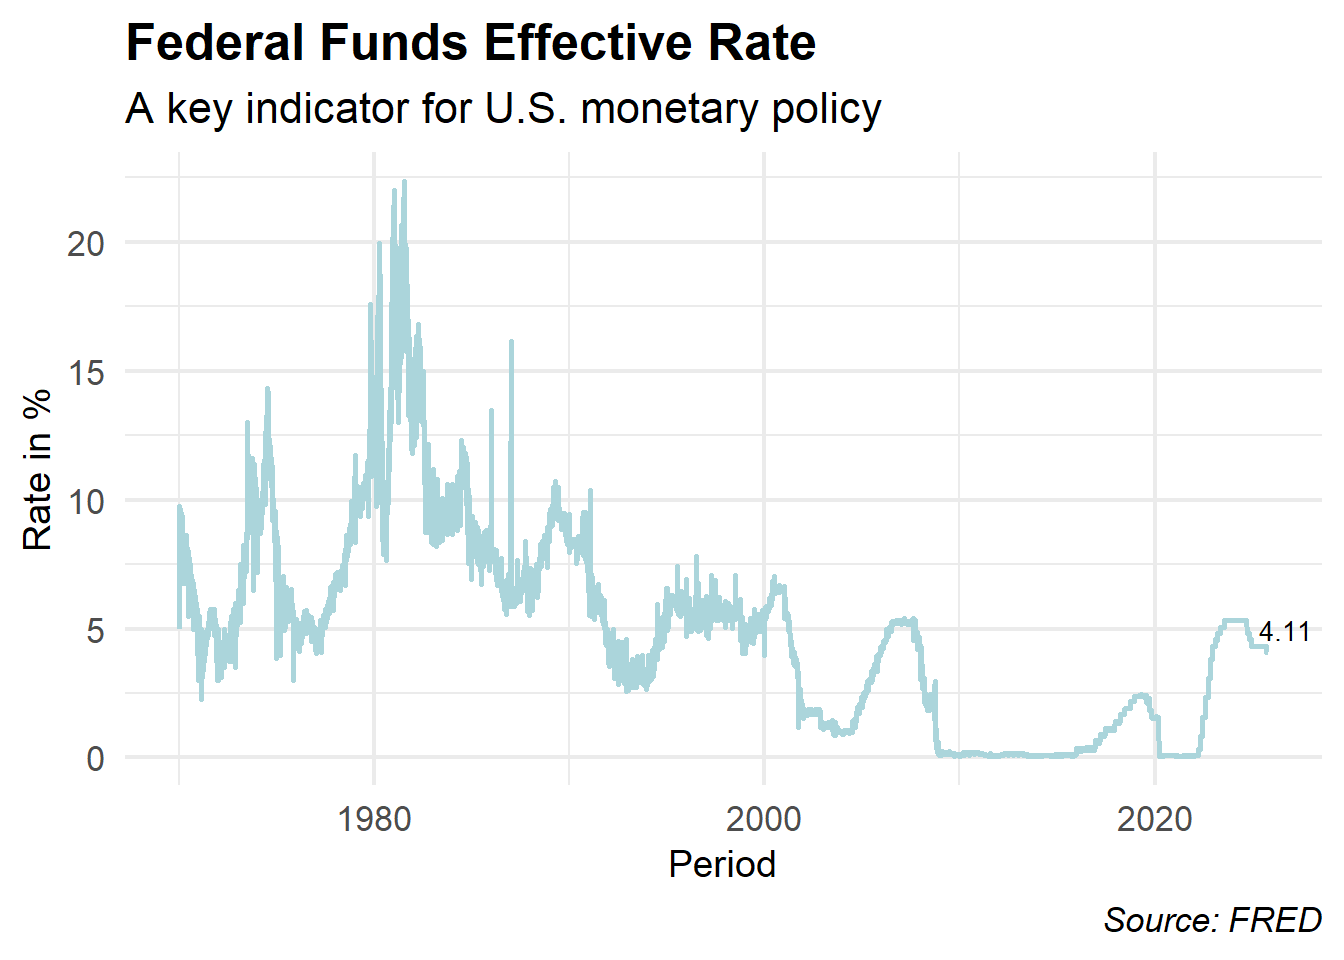 Federal Funds Effective Rate
A key indicator for U.S. monetary policy
Rate in %
20
15
10
5
0
4.11
1980
2000
2020
Period
Source: FRED